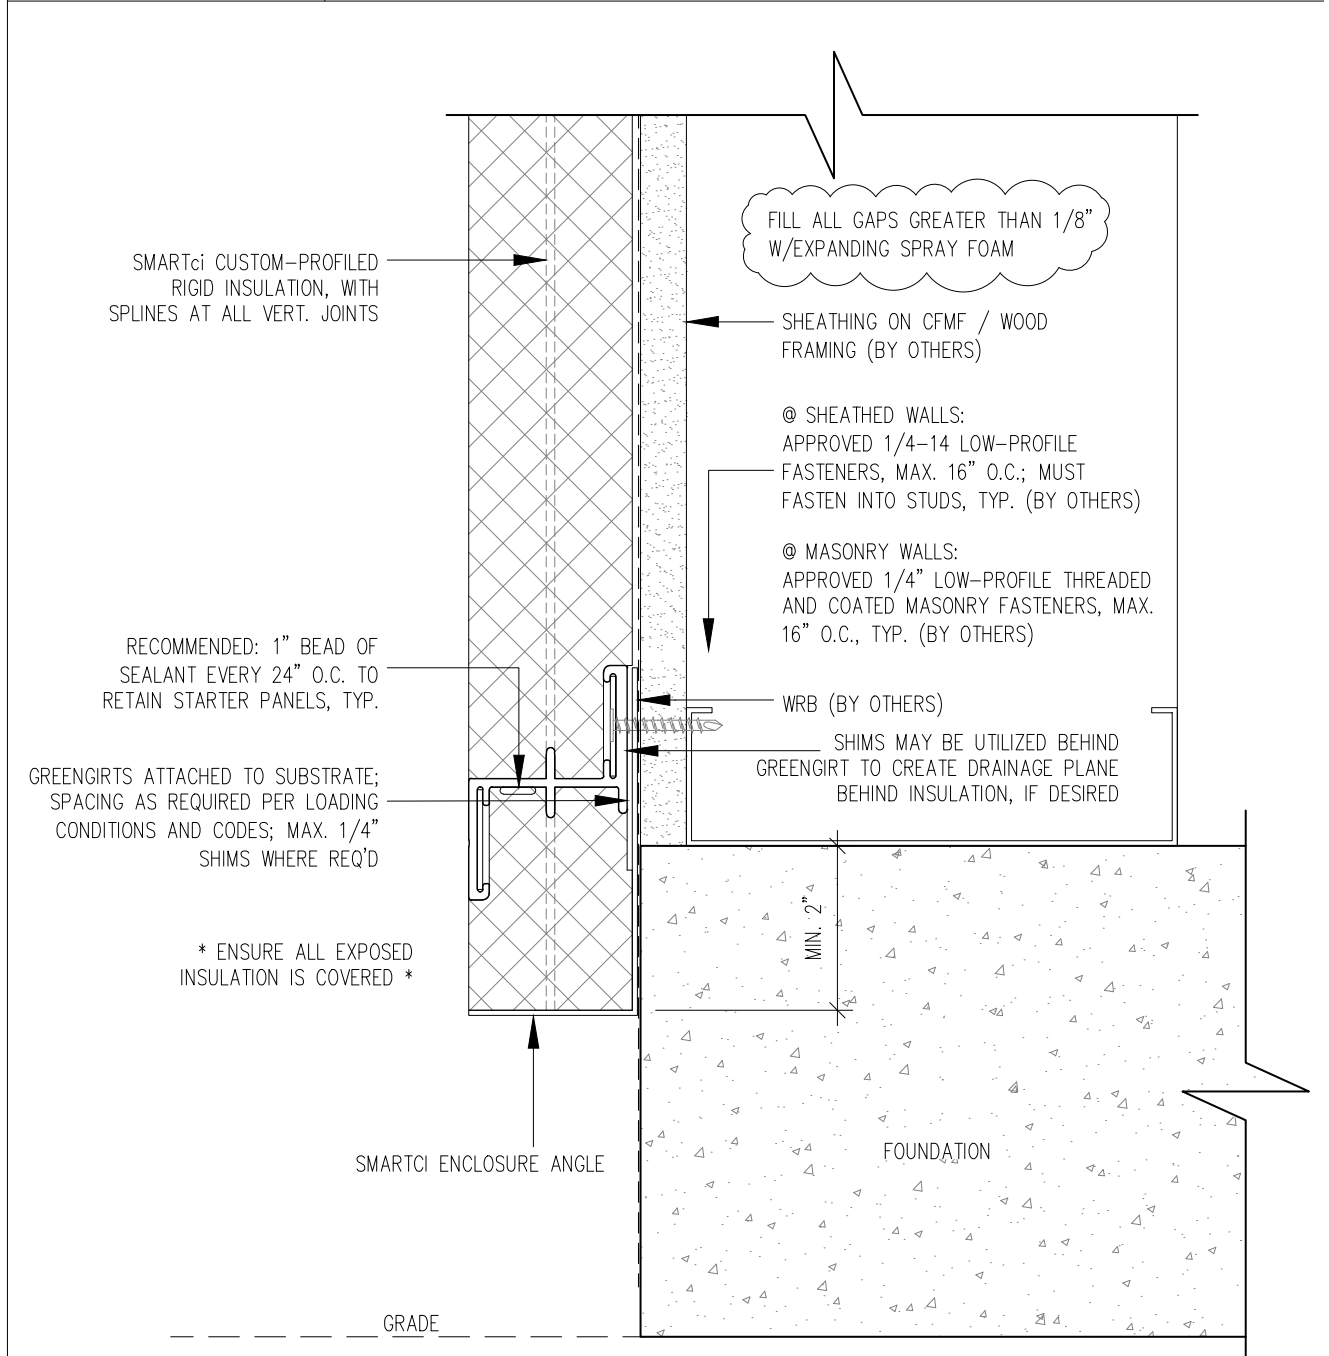 FILL ALL GAPS GREATER THAN 1/8"
W/EXPANDING SPRAY FOAM
SMARTci CUSTOM-PROFILED
RIGID INSULATION, WITH
SPLINES AT ALL VERT. JOINTS
SHEATHING ON CFMF / WOOD
FRAMING (BY OTHERS)
@ SHEATHED WALLS:
APPROVED 1/4-14 LOW-PROFILE
FASTENERS, MAX. 16" O.C.; MUST
FASTEN INTO STUDS, TYP. (BY OTHERS)
@ MASONRY WALLS:
APPROVED 1/4" LOW-PROFILE THREADED
AND COATED MASONRY FASTENERS, MAX.
16" O.C., TYP. (BY OTHERS)
RECOMMENDED: 1" BEAD OF
SEALANT EVERY 24" O.C. TO
RETAIN STARTER PANELS, TYP.
WRB (BY OTHERS)
SHIMS MAY BE UTILIZED BEHIND
GREENGIRT TO CREATE DRAINAGE PLANE
BEHIND INSULATION, IF DESIRED
GREENGIRTS ATTACHED TO SUBSTRATE;
SPACING AS REQUIRED PER LOADING
CONDITIONS AND CODES; MAX. 1/4"
SHIMS WHERE REQ'D
MIN. 2"
* ENSURE ALL EXPOSED
INSULATION IS COVERED *
SMARTCI ENCLOSURE ANGLE
FOUNDATION
GRADE